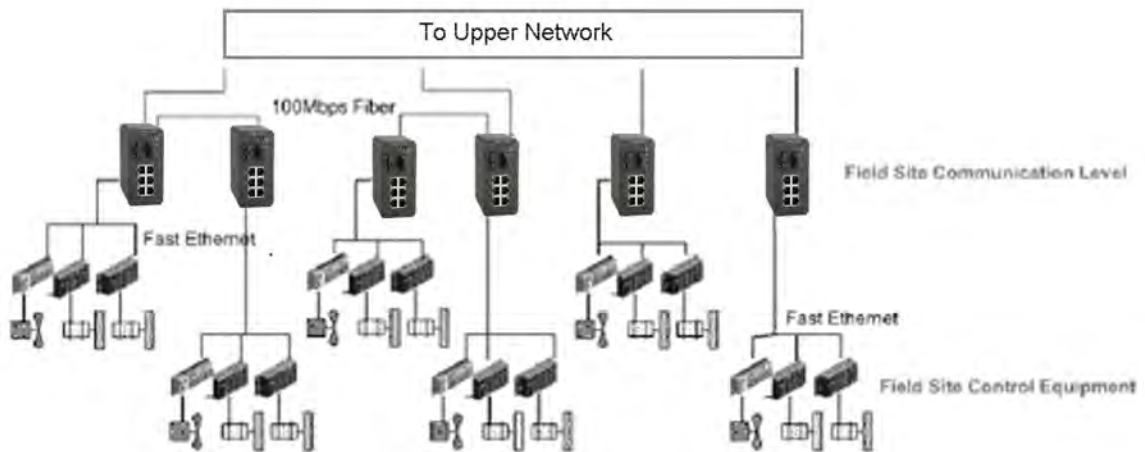 To Upper Network
100Mbps Fiber
Field Site Communication Level
Fast Ethernet
Fast Ethernet
Field Site Control Equipment